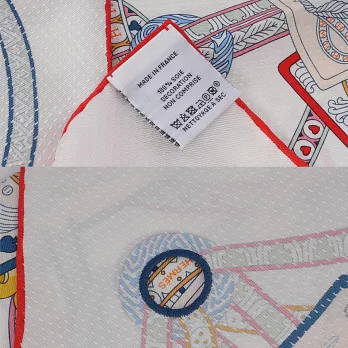 MADE IN FRANCE
100% SOIE
DECORATION
NON COMPRISE
NETTOYAGE A SEC
HERMES